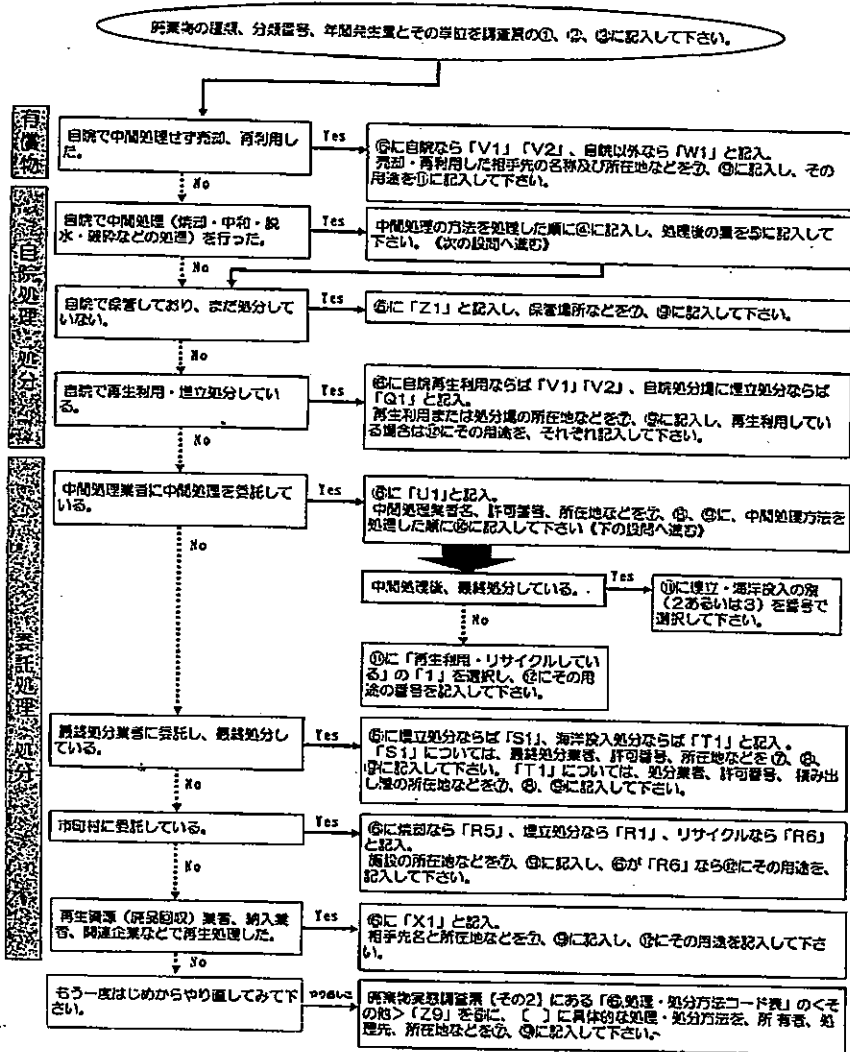 廃棄物の種類、分類番号、年間発生量とその単位を調査票の①、②、③に記入して下さい。
有償物
自院で中間処理せず売却、再利用し
た。
Yes
⑥に自院なら「V1」「V2」、自院以外なら「W1」と記入。
売却・再利用した相手先の名称及び所在地などを⑦、⑨に記入し、その
用途を⑫に記入して下さい。
No
自院処理・処分
自院で中間処理（焼却・中和・脱
水・破砕などの処理）を行った。
Yes
中間処理の方法を処理した順に④に記入し、処理後の量を⑤に記入して
下さい。《次の設問へ進む》
No
自院で保管しており、まだ処分して
いない。
Yes
⑥に「Z1」と記入し、保管場所などを⑦、⑨に記入して下さい。
No
自院で再生利用・埋立処分してい
る。
Yes
⑥に自院再生利用ならば「V1」「V2」、自院処分場に埋立処分ならば
「Q1」と記入。
再生利用または処分場の所在地などを⑦、⑨に記入し、再生利用してい
る場合は⑫にその用途を、それぞれ記入して下さい。
No
委託処理・処分
中間処理業者に中間処理を委託して
いる。
Yes
⑥に「U1」と記入。
中間処理業者名、許可番号、所在地などを⑦、⑧、⑨に、中間処理方法を
処理した順に⑩に記入して下さい《下の設問へ進む》
No
中間処理後、最終処分している。
Yes
⑪に埋立・海洋投入の別
（2あるいは3）を番号で
選択して下さい。
No
⑪に「再生利用・リサイクルしてい
る」の「1」を選択し、⑫にその用
途の番号を記入して下さい。
最終処分業者に委託し、最終処分し
ている。
Yes
⑥に埋立処分ならば「S1」、海洋投入処分ならば「T1」と記入。
「S1」については、最終処分業者、許可番号、所在地などを⑦、⑧、
⑨に記入して下さい。「T1」については、処分業者、許可番号、積み出
し港の所在地などを⑦、⑧、⑨に記入して下さい。
No
市町村に委託している。
Yes
⑥に焼却なら「R5」、埋立処分なら「R1」、リサイクルなら「R6」
と記入。
施設の所在地などを⑦、⑨に記入し、⑥が「R6」なら⑫にその用途を、
記入して下さい。
No
再生資源（廃品回収）業者、納入業
者、関連企業などで再生処理した。
Yes
⑥に「X1」と記入。
相手先名と所在地などを⑦、⑨に記入し、⑫にその用途を記入して下さ
い。
No
もう一度はじめからやり直してみて下
さい。
やり直しても
廃棄物実態調査票【その2】にある「⑥処理・処分方法コード表」の＜そ
の他＞「Z9」を⑥に、〔　〕に具体的な処理・処分方法を、所有者、処
理先、所在地などを⑦、⑨に記入して下さい。